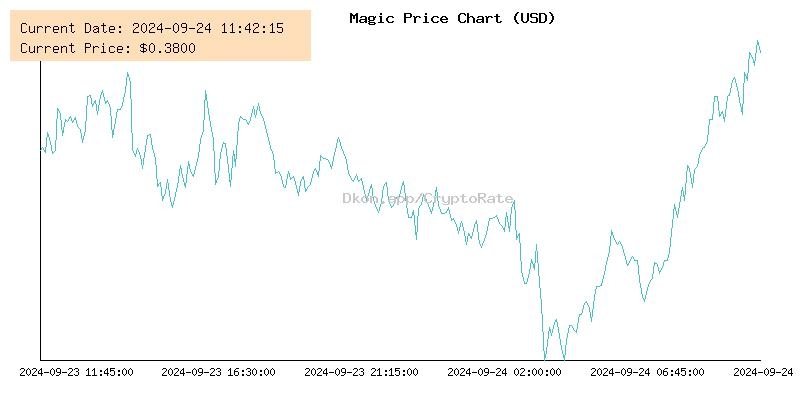 Magic Price Chart (USD)
Current Date: 2024-09-24 11:42:15
Current Price: $0.3800
Dkon.app/CryptoRate
2024-09-23 11:45:00 2024-09-23 16:30:00 2024-09-23 21:15:00 2024-09-24 02:00:00 2024-09-24 06:45:00 2024-09-24